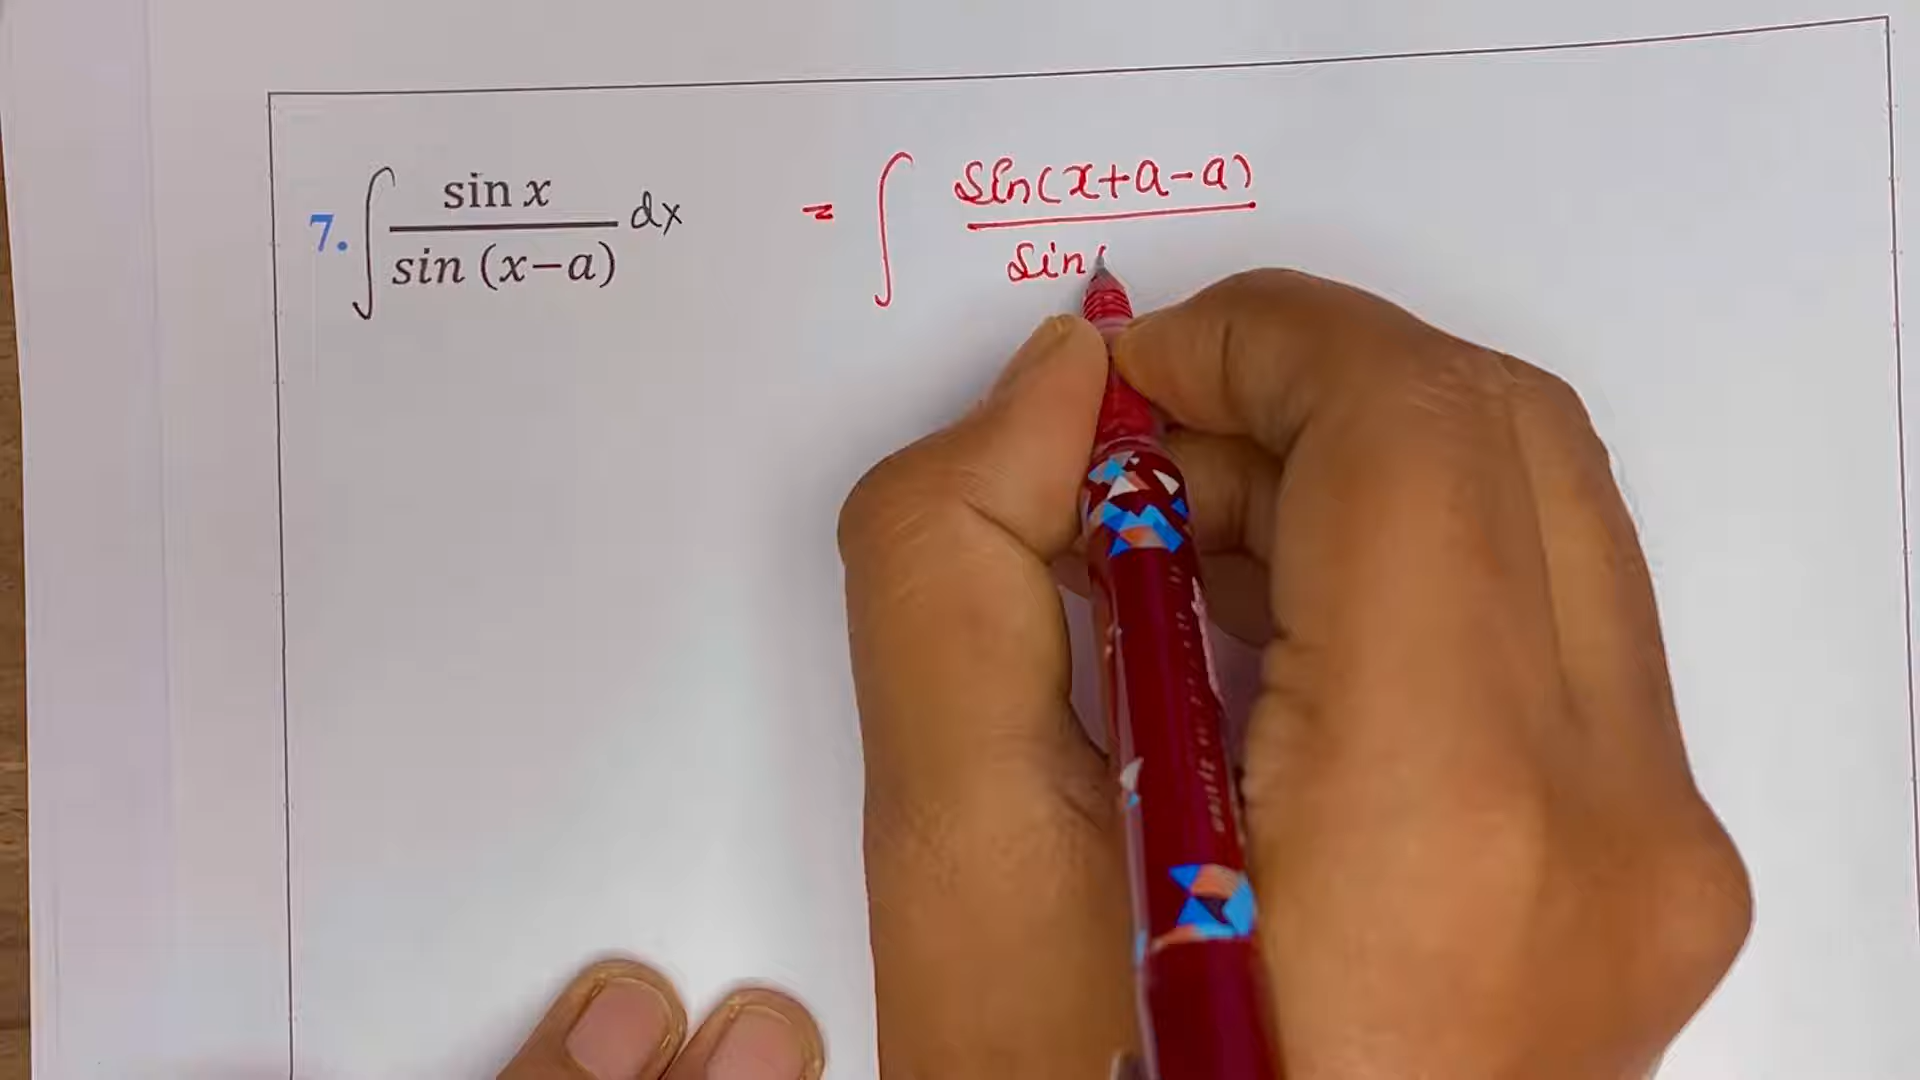 7. ∫ sin x / sin (x−a) dx = ∫ sin(x+a-a) / sin(